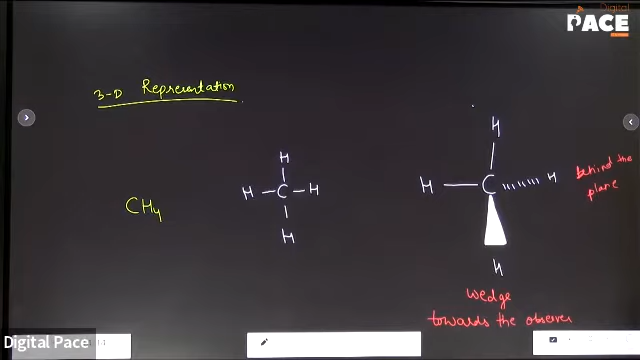 Digital
PACE
3-D Representation
CH4
H
H - C - H
H
H
H - C H
H
behind the
plane
wedge
towards the observer
Digital Pace